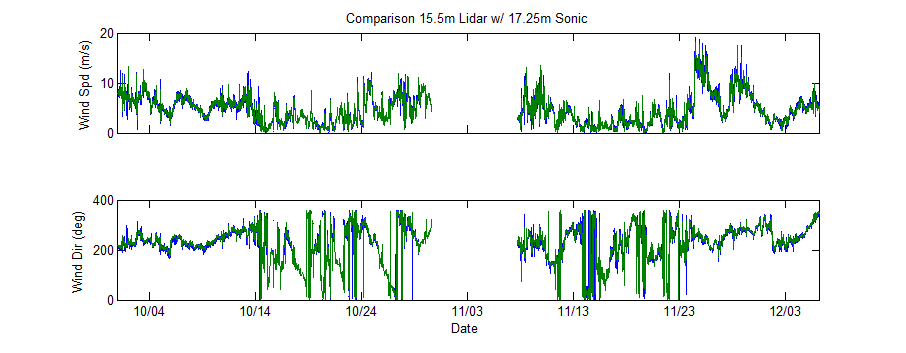 Comparison 15.5m Lidar w/ 17.25m Sonic
Wind Spd (m/s)
20
10
0
Wind Dir (deg)
400
200
0
10/04 10/14 10/24 11/03 11/13 11/23 12/03
Date